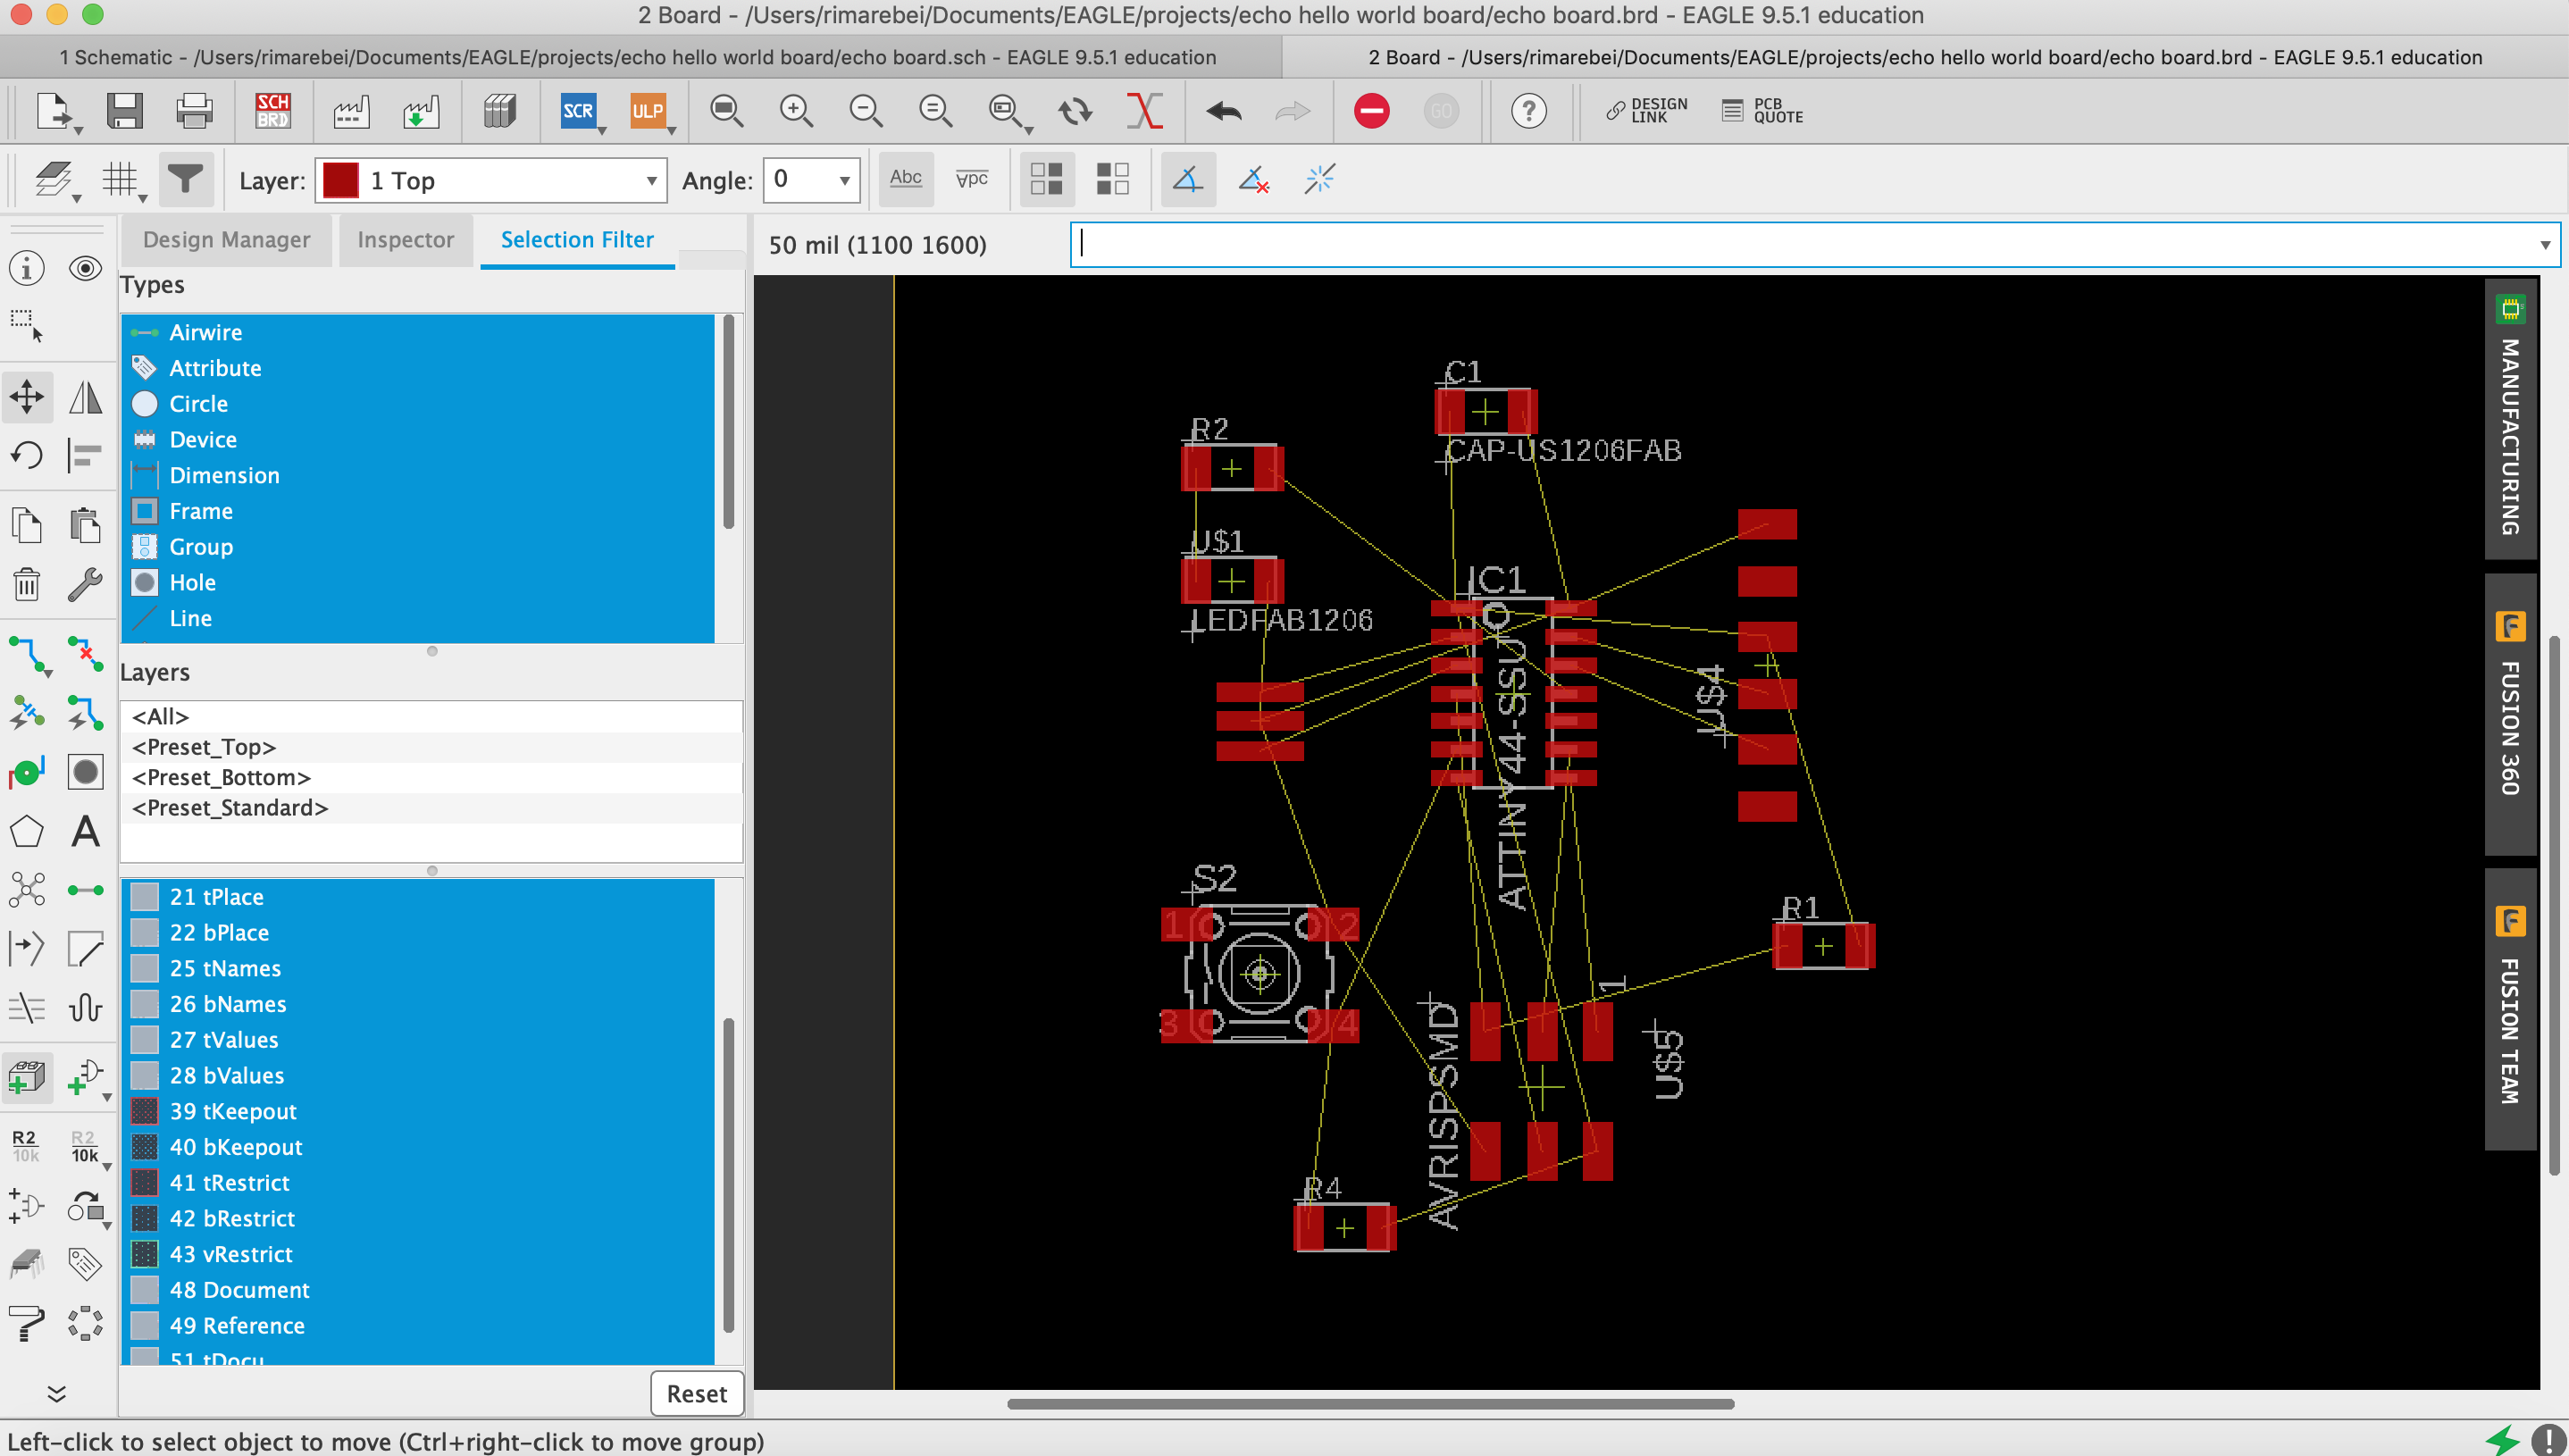 2 Board - /Users/rimarebei/Documents/EAGLE/projects/echo hello world board/echo board.brd - EAGLE 9.5.1 education
1 Schematic - /Users/rimarebei/Documents/EAGLE/projects/echo hello world board/echo board.sch - EAGLE 9.5.1 education
2 Board - /Users/rimarebei/Documents/EAGLE/projects/echo hello world board/echo board.brd - EAGLE 9.5.1 education
SCH
BRD
SCR
ULP
GO
?
DESIGN
LINK
PCB
QUOTE
Layer:
1 Top
Angle:
0
Abc
Abc
Design Manager
Inspector
Selection Filter
50 mil (1100 1600)
Types
Airwire
Attribute
Circle
Device
Dimension
Frame
Group
Hole
Line
Layers
<All>
<Preset_Top>
<Preset_Bottom>
<Preset_Standard>
21 tPlace
22 bPlace
25 tNames
26 bNames
27 tValues
28 bValues
39 tKeepout
40 bKeepout
41 tRestrict
42 bRestrict
43 vRestrict
48 Document
49 Reference
51 tDocu
Reset
R2
10k
R2
10k
C1
CAP-US1206FAB
R2
U$1
LEDFAB1206
IC1
ATTINY44-SSU
U$4
S2
1
2
3
4
R1
1
AVRISPSMD
U$5
R4
MANUFACTURING
FUSION 360
FUSION TEAM
Left-click to select object to move (Ctrl+right-click to move group)